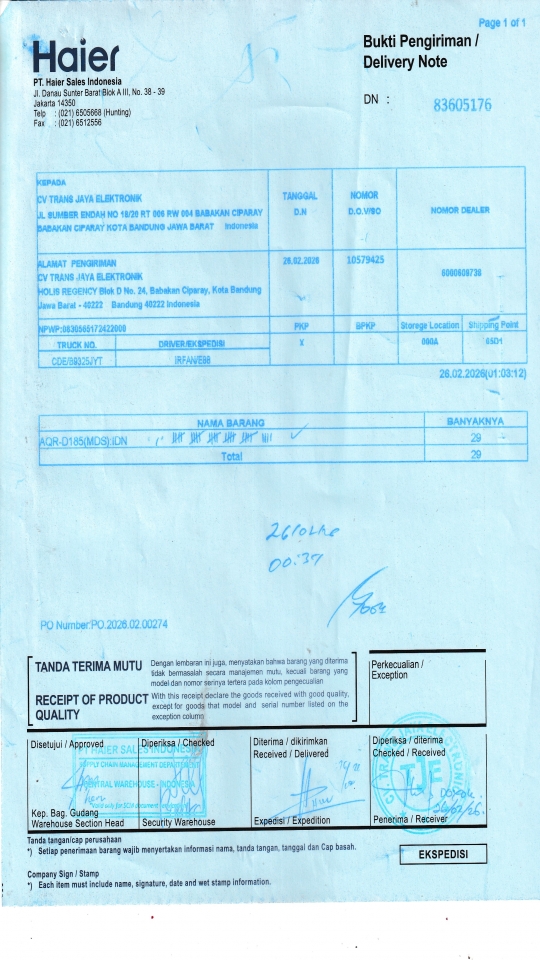 Page 1 of 1
Haier
Bukti Pengiriman /
Delivery Note
PT. Haier Sales Indonesia
Jl. Danau Sunter Barat Blok A III, No. 38 - 39
Jakarta 14350
Telp : (021) 6505668 (Hunting)
Fax : (021) 6512556
DN : 83605176
KEPADA
CV TRANS JAYA ELEKTRONIK
JL SUMBER ENDAH NO 18/20 RT 006 RW 004 BABAKAN CIPARAY
BABAKAN CIPARAY KOTA BANDUNG JAWA BARAT Indonesia
TANGGAL
D.N
NOMOR
D.O.V/SO
NOMOR DEALER
ALAMAT PENGIRIMAN
CV TRANS JAYA ELEKTRONIK
HOLIS REGENCY Blok D No. 24, Babakan Ciparay, Kota Bandung
Jawa Barat - 40222 Bandung 40222 Indonesia
26.02.2026
10579425
6000609738
NPWP:0830565172422000
PKP
BPKP
Storege Location
Shipping Point
TRUCK NO.
DRIVER/EKSPEDISI
X
000A
65D1
CDE/B9325JYT
IRFAN/E88
26.02.2026(01:03:12)
NAMA BARANG
BANYAKNYA
AQR-D185(MDS):IDN
29
Total
29
00:37
PO Number:PO.2026.02.00274
TANDA TERIMA MUTU
Dengan lembaran ini juga, menyatakan bahwa barang yang diterima
tidak bermasalah secara manajemen mutu, kecuali barang yang
model dan nomor serinya tertera pada kolom pengecualian
RECEIPT OF PRODUCT
QUALITY
With this receipt declare the goods received with good quality,
except for goods that model and serial number listed on the
exception column
Perkecualian /
Exception
Disetujui / Approved
Diperiksa / Checked
Diterima / dikirimkan
Received / Delivered
Diperiksa / diterima
Checked / Received
PT HAIER SALES INDONESIA
SUPPLY CHAIN MANAGEMENT DEPARTMENT
CENTRAL WAREHOUSE - INDONESIA
TJE
Kep. Bag. Gudang
Warehouse Section Head
Security Warehouse
Expedisi / Expedition
Penerima / Receiver
Tanda tangan/cap perusahaan
*) Setiap penerimaan barang wajib menyertakan informasi nama, tanda tangan, tanggal dan Cap basah.
EKSPEDISI
Company Sign / Stamp
*) Each item must include name, signature, date and wet stamp information.